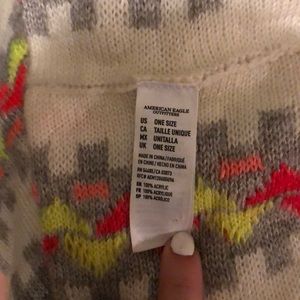 AMERICAN EAGLE
OUTFITTERS
US ONE SIZE
CA TAILLE UNIQUE
MX UNITALLA
UK ONE SIZE
MADE IN CHINA/FABRIQUÉ
EN CHINE / HECHO EN CHINA
EN 100% ACRYLIC
FR 100% ACRYLIQUE
SP 100% ACRÍLICO